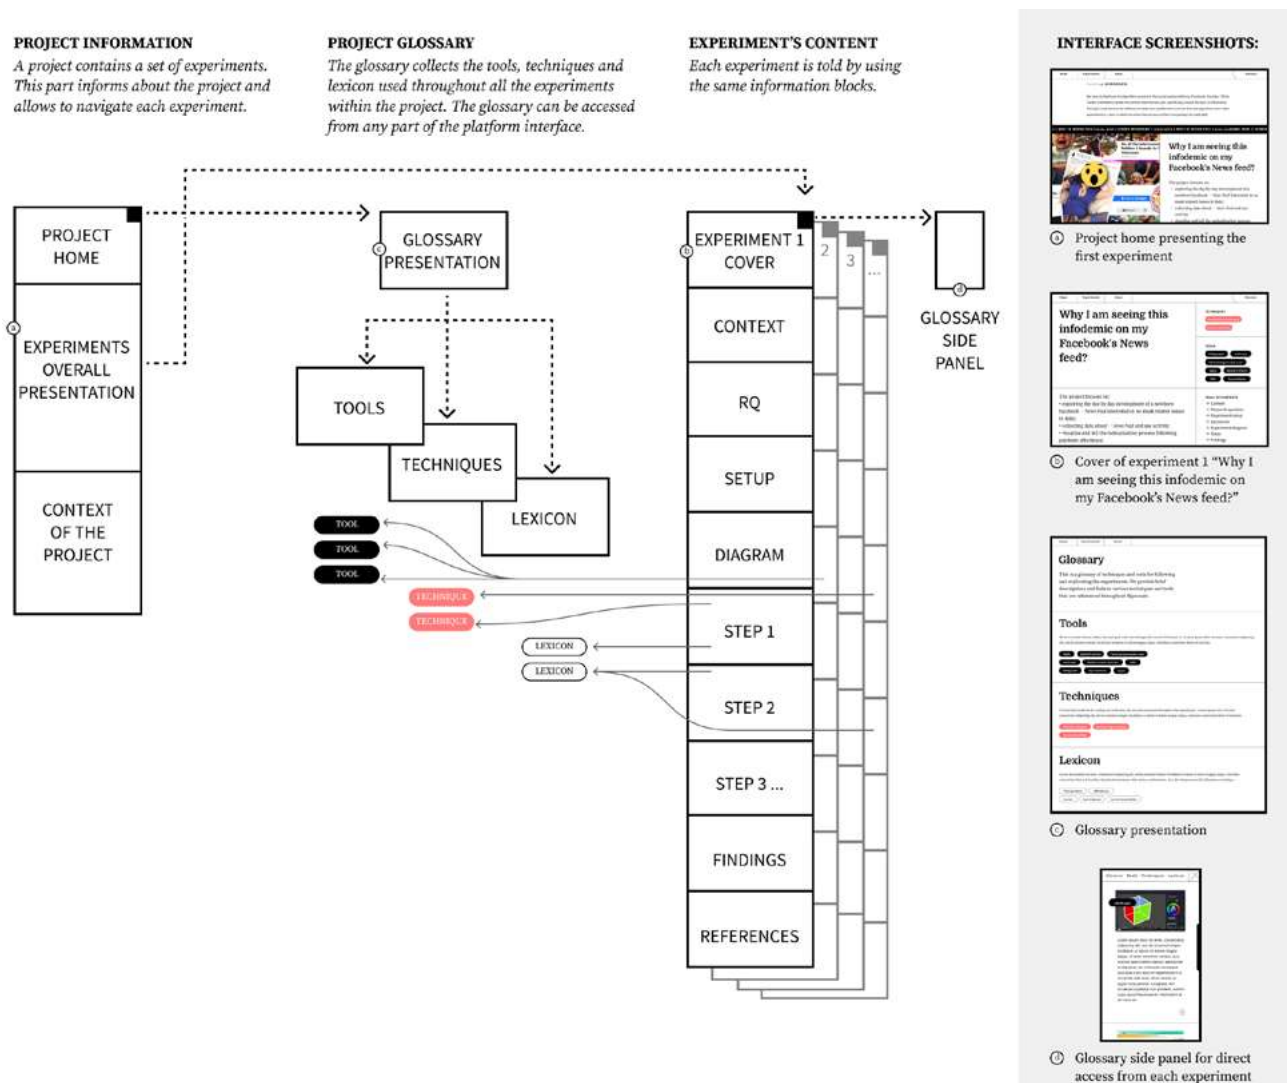 PROJECT INFORMATION
A project contains a set of experiments.
This part informs about the project and
allows to navigate each experiment.
PROJECT GLOSSARY
The glossary collects the tools, techniques and
lexicon used throughout all the experiments
within the project. The glossary can be accessed
from any part of the platform interface.
EXPERIMENT'S CONTENT
Each experiment is told by using
the same information blocks.
PROJECT
HOME
a
EXPERIMENTS
OVERALL
PRESENTATION
CONTEXT
OF THE
PROJECT
c
GLOSSARY
PRESENTATION
TOOLS
TECHNIQUES
LEXICON
TOOL
TOOL
TOOL
TECHNIQUE
TECHNIQUE
LEXICON
LEXICON
b
EXPERIMENT 1
COVER
2
3
...
CONTEXT
RQ
SETUP
DIAGRAM
STEP 1
STEP 2
STEP 3 ...
FINDINGS
REFERENCES
d
GLOSSARY
SIDE
PANEL
INTERFACE SCREENSHOTS:
Why I am seeing this
infodemic on my
Facebook's News feed?
a Project home presenting the
first experiment
Why I am seeing this
infodemic on my
Facebook's News
feed?
b Cover of experiment 1 “Why I
am seeing this infodemic on
my Facebook's News feed?”
Glossary
Tools
Techniques
Lexicon
c Glossary presentation
d Glossary side panel for direct
access from each experiment